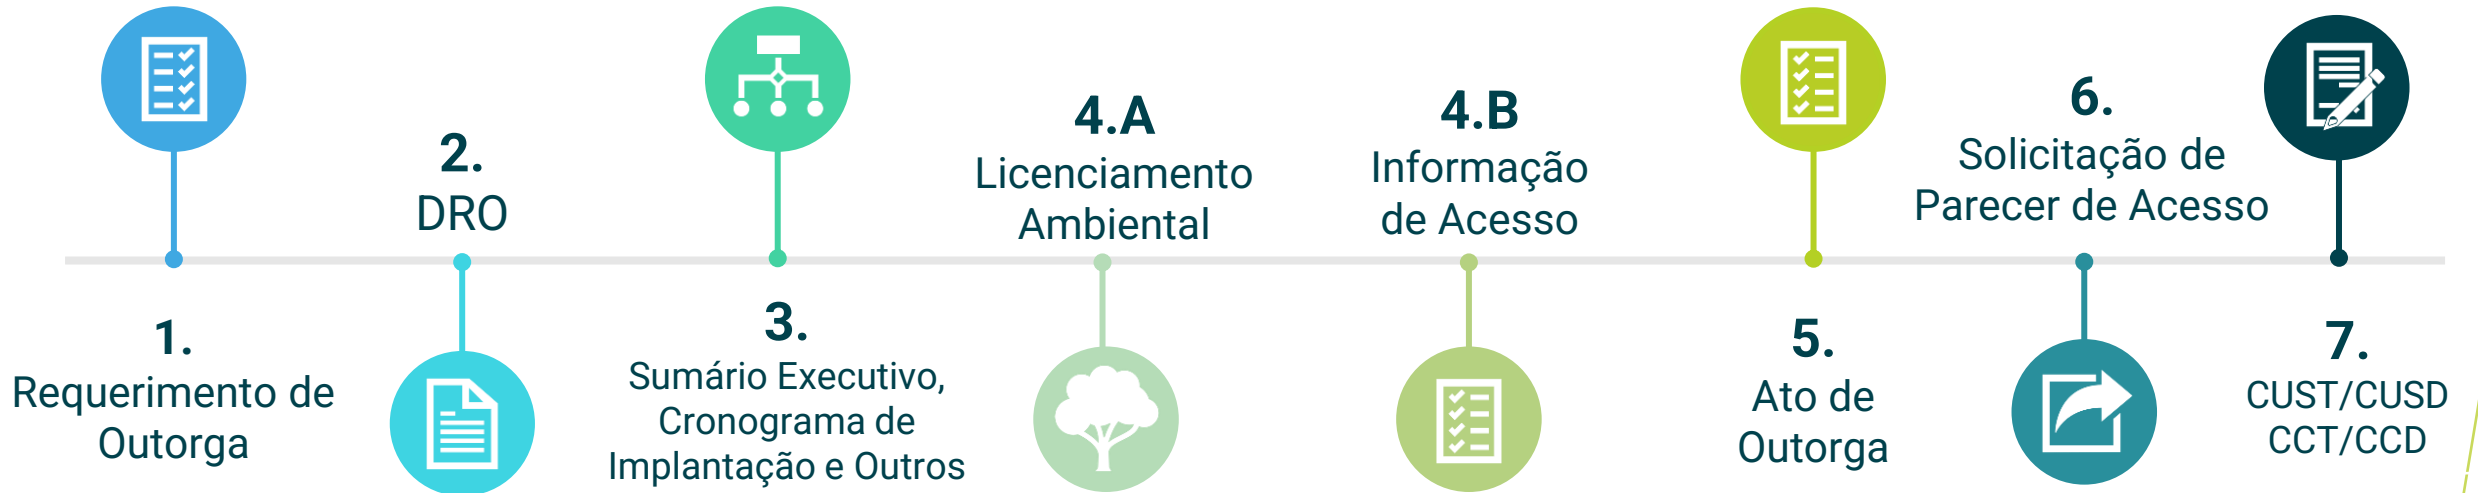 1.
Requerimento de
Outorga
2.
DRO
3.
Sumário Executivo,
Cronograma de
Implantação e Outros
4.A
Licenciamento
Ambiental
4.B
Informação
de Acesso
5.
Ato de
Outorga
6.
Solicitação de
Parecer de Acesso
7.
CUST/CUSD
CCT/CCD